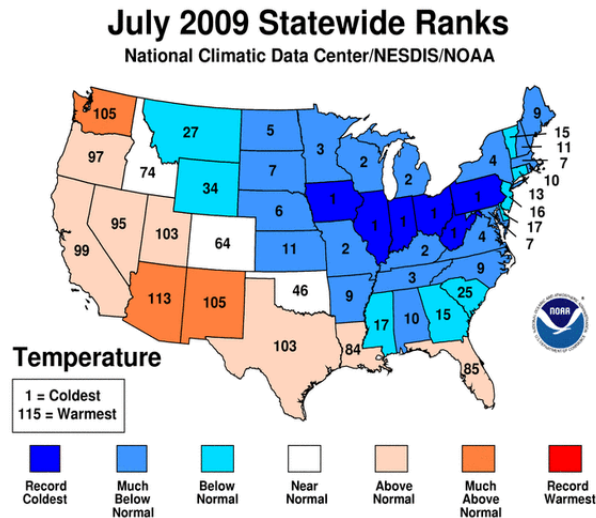 July 2009 Statewide Ranks
National Climatic Data Center/NESDIS/NOAA
105
97
99
95
74
27
34
103
64
113
105
5
7
6
11
46
103
3
1
2
9
84
2
2
1
1
1
2
3
17
10
15
85
25
9
4
1
1
4
9
15
11
7
10
13
16
17
7
NOAA
Temperature
1 = Coldest
115 = Warmest
Record
Coldest
Much
Below
Normal
Below
Normal
Near
Normal
Above
Normal
Much
Above
Normal
Record
Warmest